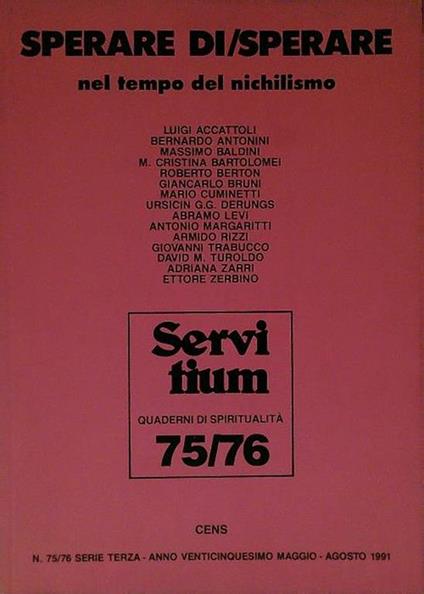 SPERARE DI/SPERARE
nel tempo del nichilismo
LUIGI ACCATTOLI
BERNARDO ANTONINI
MASSIMO BALDINI
M. CRISTINA BARTOLOMEI
ROBERTO BERTON
GIANCARLO BRUNI
MARIO CUMINETTI
URSICIN G.G. DERUNGS
ABRAMO LEVI
ANTONIO MARGARITTI
ARMIDO RIZZI
GIOVANNI TRABUCCO
DAVID M. TUROLDO
ADRIANA ZARRI
ETTORE ZERBINO
Servi
tium
QUADERNI DI SPIRITUALITÀ
75/76
CENS
N. 75/76 SERIE TERZA - ANNO VENTICINQUESIMO MAGGIO - AGOSTO 1991